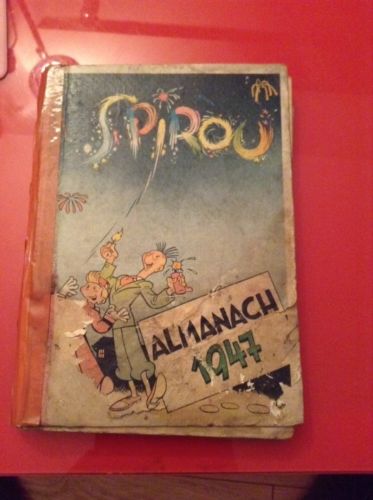 SPIROU
ALMANACH
1947